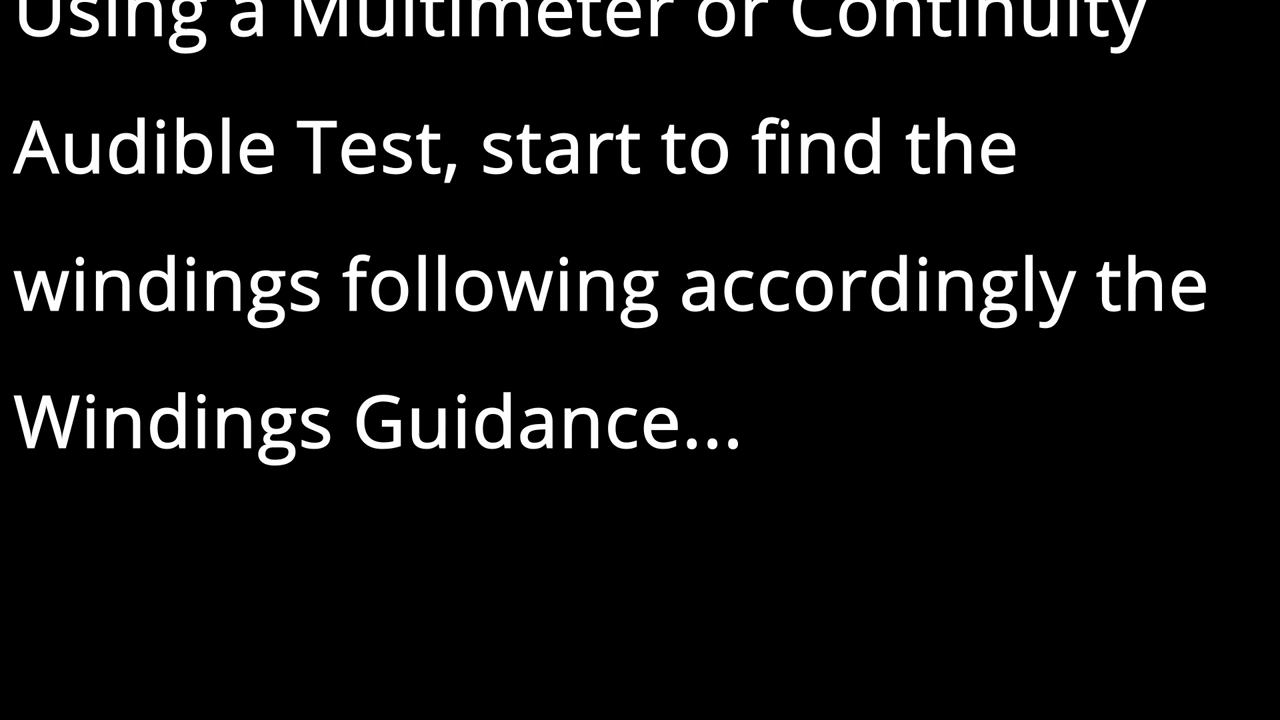 Using a Multimeter or Continuity
Audible Test, start to find the
windings following accordingly the
Windings Guidance...